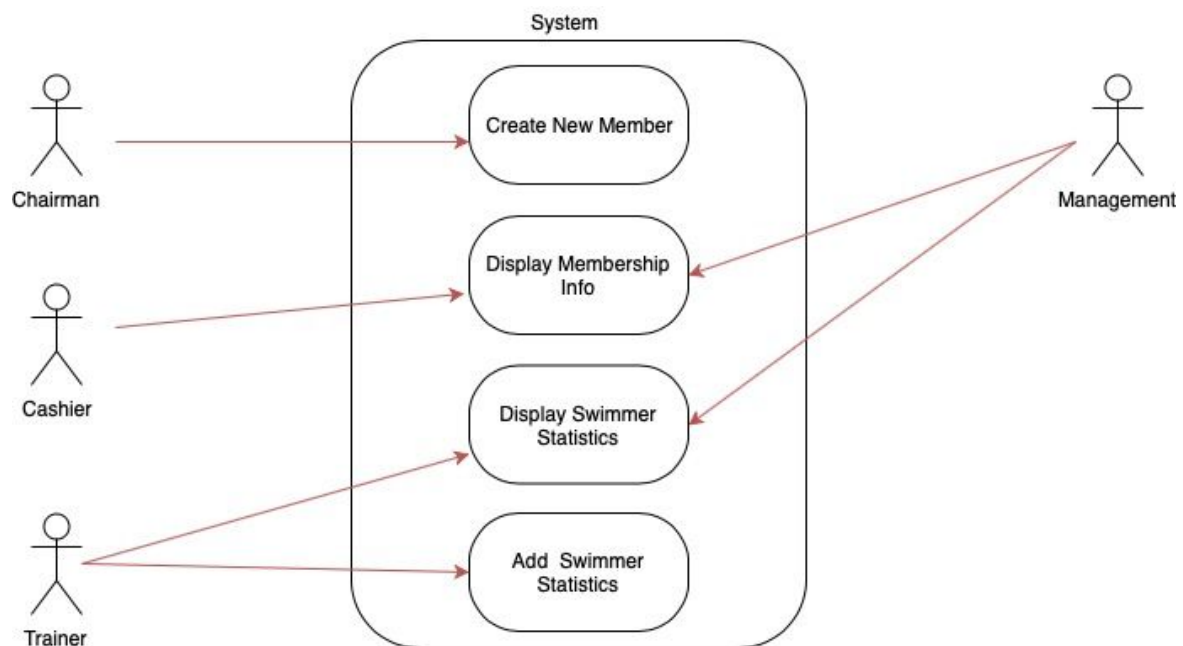 System
Create New Member
Chairman
Management
Display Membership
Info
Cashier
Display Swimmer
Statistics
Add  Swimmer
Statistics
Trainer